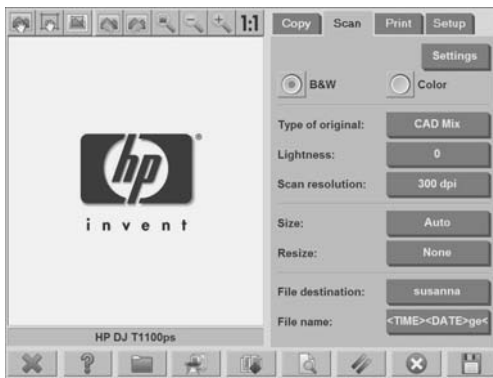 1:1
Copy Scan Print Setup
Settings
B&W Color
Type of original: CAD Mix
Lightness: 0
Scan resolution: 300 dpi
Size: Auto
Resize: None
File destination: susanna
File name: <TIME><DATE>ge<
hp
invent
HP DJ T1100ps
?